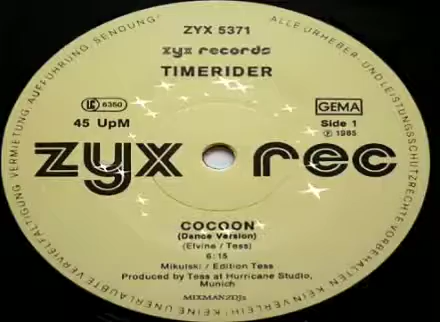 ZYX 5371
zyx records
TIMERIDER
LC 6350
GEMA
45 UpM
Side 1
℗ 1985
zyx rec
COCOON
(Dance Version)
(Elvine / Tess)
6:15
Mikulski / Edition Tess
Produced by Tess at Hurricane Studio,
Munich
MIXMAN2DJs
ALLE URHEBER- UND LEISTUNGSSCHUTZRECHTE VORBEHALTEN KEIN VERLEIH! KEINE UNERLAUBTE VERVIELFÄLTIGUNG VERMIETUNG, AUFFÜHRUNG, SENDUNG!